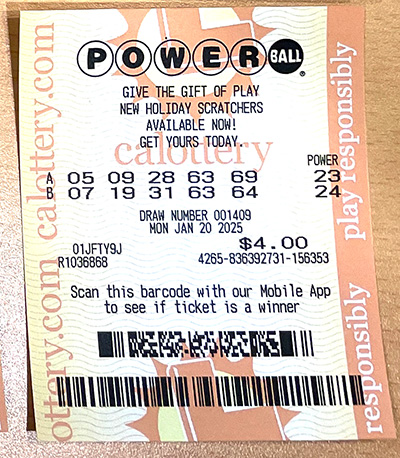 POWERBALL®
GIVE THE GIFT OF PLAY
NEW HOLIDAY SCRATCHERS
AVAILABLE NOW!
GET YOURS TODAY.
calottery
POWER
A 05 09 28 63 69 23
B 07 19 31 63 64 24
DRAW NUMBER 001409
MON JAN 20 2025
01JFTY9J $4.00
R1036868 4265-836392731-156353
Scan this barcode with our Mobile App
to see if ticket is a winner
ottery.com calottery.com
responsibly play responsibly